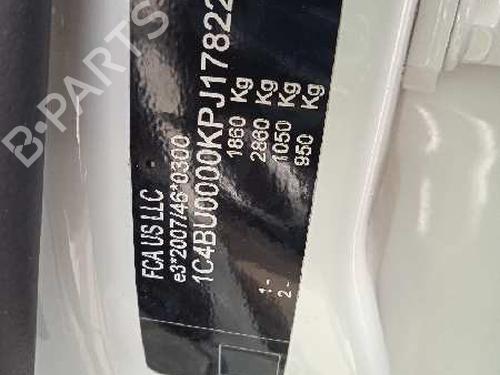 FCA US LLC
e3*2007/46*0300
1C4BU0000KPJ17822
1860 Kg
2860 Kg
1- 1050 Kg
2- 950 Kg
B-PARTS